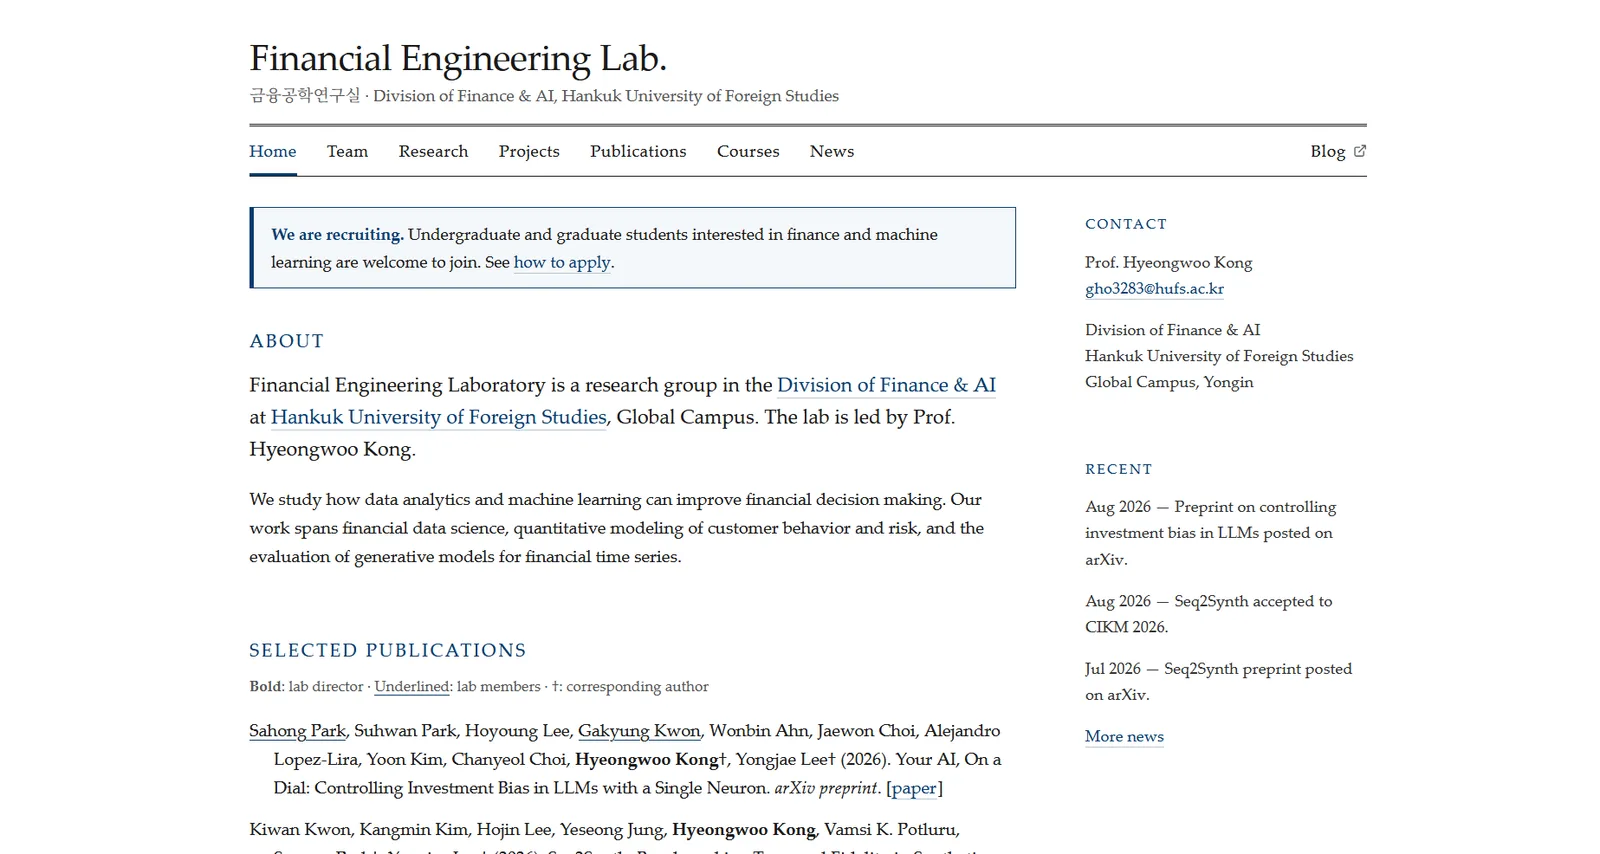 Financial Engineering Lab.
금융공학연구실 · Division of Finance & AI, Hankuk University of Foreign Studies
Home Team Research Projects Publications Courses News Blog
We are recruiting. Undergraduate and graduate students interested in finance and machine
learning are welcome to join. See how to apply.
ABOUT
Financial Engineering Laboratory is a research group in the Division of Finance & AI
at Hankuk University of Foreign Studies, Global Campus. The lab is led by Prof.
Hyeongwoo Kong.
We study how data analytics and machine learning can improve financial decision making. Our
work spans financial data science, quantitative modeling of customer behavior and risk, and the
evaluation of generative models for financial time series.
SELECTED PUBLICATIONS
Bold: lab director · Underlined: lab members · †: corresponding author
Sahong Park, Suhwan Park, Hoyoung Lee, Gakyung Kwon, Wonbin Ahn, Jaewon Choi, Alejandro
Lopez-Lira, Yoon Kim, Chanyeol Choi, Hyeongwoo Kong†, Yongjae Lee† (2026). Your AI, On a
Dial: Controlling Investment Bias in LLMs with a Single Neuron. arXiv preprint. [paper]
Kiwan Kwon, Kangmin Kim, Hojin Lee, Yeseong Jung, Hyeongwoo Kong, Vamsi K. Potluru,
CONTACT
Prof. Hyeongwoo Kong
gho3283@hufs.ac.kr
Division of Finance & AI
Hankuk University of Foreign Studies
Global Campus, Yongin
RECENT
Aug 2026 — Preprint on controlling
investment bias in LLMs posted on
arXiv.
Aug 2026 — Seq2Synth accepted to
CIKM 2026.
Jul 2026 — Seq2Synth preprint posted
on arXiv.
More news